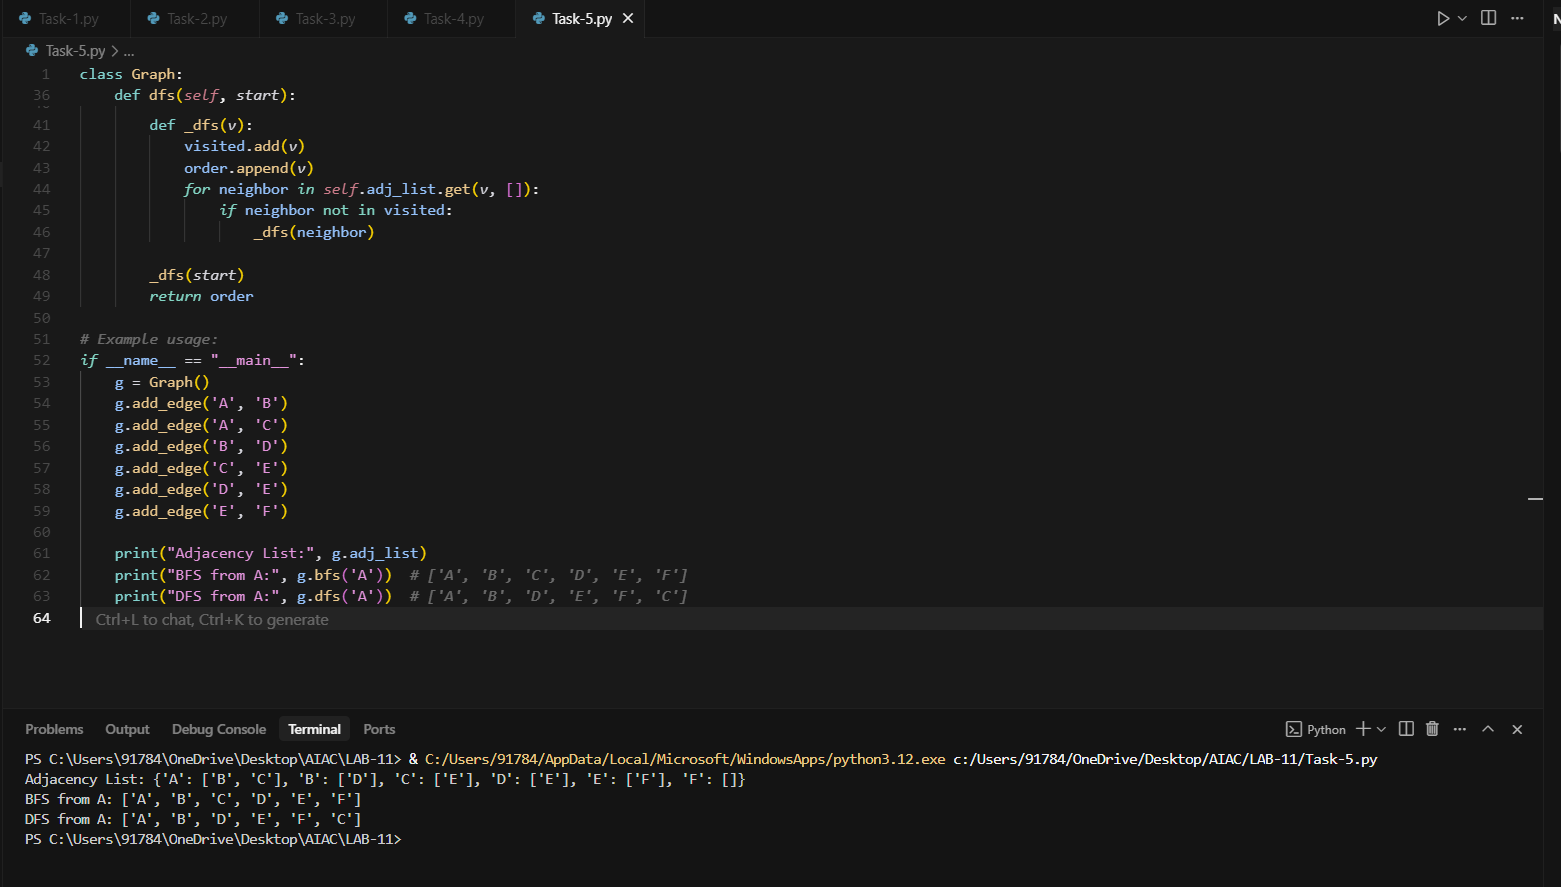 Task-1.py Task-2.py Task-3.py Task-4.py Task-5.py
Task-5.py > ...
1 class Graph:
36     def dfs(self, start):
41         def _dfs(v):
42             visited.add(v)
43             order.append(v)
44             for neighbor in self.adj_list.get(v, []):
45                 if neighbor not in visited:
46                     _dfs(neighbor)
47
48         _dfs(start)
49         return order
50
51 # Example usage:
52 if __name__ == "__main__":
53     g = Graph()
54     g.add_edge('A', 'B')
55     g.add_edge('A', 'C')
56     g.add_edge('B', 'D')
57     g.add_edge('C', 'E')
58     g.add_edge('D', 'E')
59     g.add_edge('E', 'F')
60
61     print("Adjacency List:", g.adj_list)
62     print("BFS from A:", g.bfs('A'))  # ['A', 'B', 'C', 'D', 'E', 'F']
63     print("DFS from A:", g.dfs('A'))  # ['A', 'B', 'D', 'E', 'F', 'C']
64 Ctrl+L to chat, Ctrl+K to generate
Problems Output Debug Console Terminal Ports Python
PS C:\Users\91784\OneDrive\Desktop\AIAC\LAB-11> & C:/Users/91784/AppData/Local/Microsoft/WindowsApps/python3.12.exe c:/Users/91784/OneDrive/Desktop/AIAC/LAB-11/Task-5.py
Adjacency List: {'A': ['B', 'C'], 'B': ['D'], 'C': ['E'], 'D': ['E'], 'E': ['F'], 'F': []}
BFS from A: ['A', 'B', 'C', 'D', 'E', 'F']
DFS from A: ['A', 'B', 'D', 'E', 'F', 'C']
PS C:\Users\91784\OneDrive\Desktop\AIAC\LAB-11>